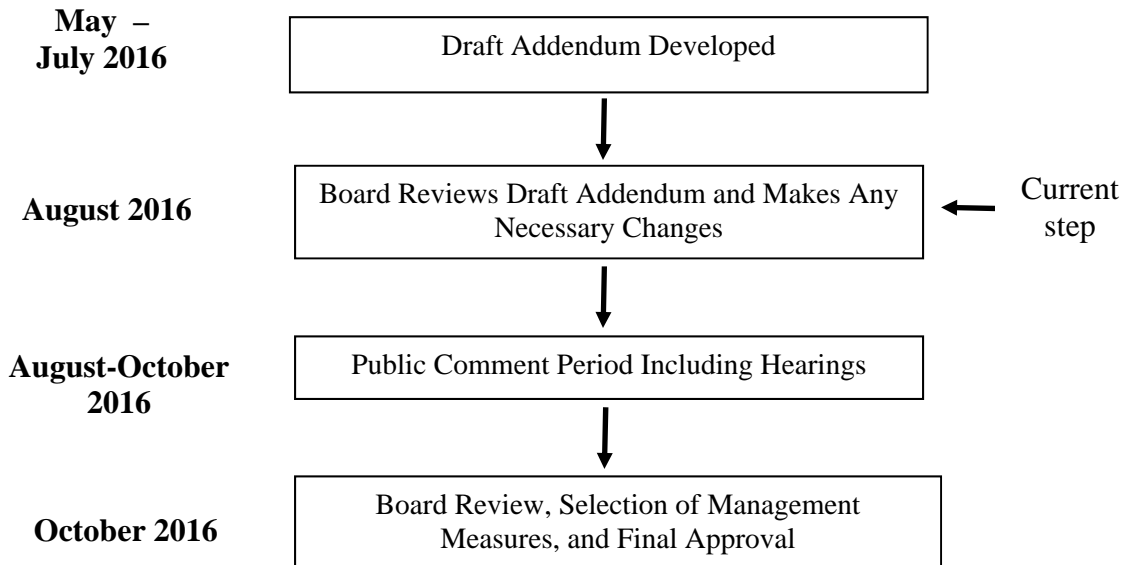 May –
July 2016
Draft Addendum Developed
August 2016
Board Reviews Draft Addendum and Makes Any
Necessary Changes
Current
step
August-October
2016
Public Comment Period Including Hearings
October 2016
Board Review, Selection of Management
Measures, and Final Approval